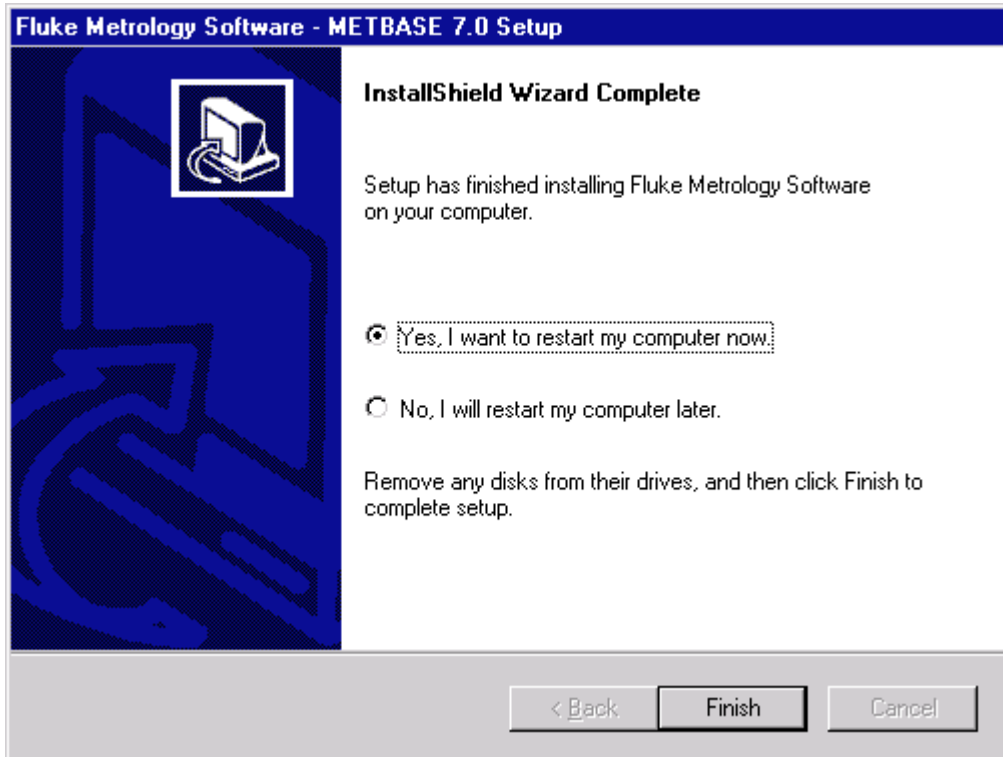 Fluke Metrology Software - METBASE 7.0 Setup
InstallShield Wizard Complete
Setup has finished installing Fluke Metrology Software
on your computer.
Yes, I want to restart my computer now.
No, I will restart my computer later.
Remove any disks from their drives, and then click Finish to
complete setup.
< Back
Finish
Cancel